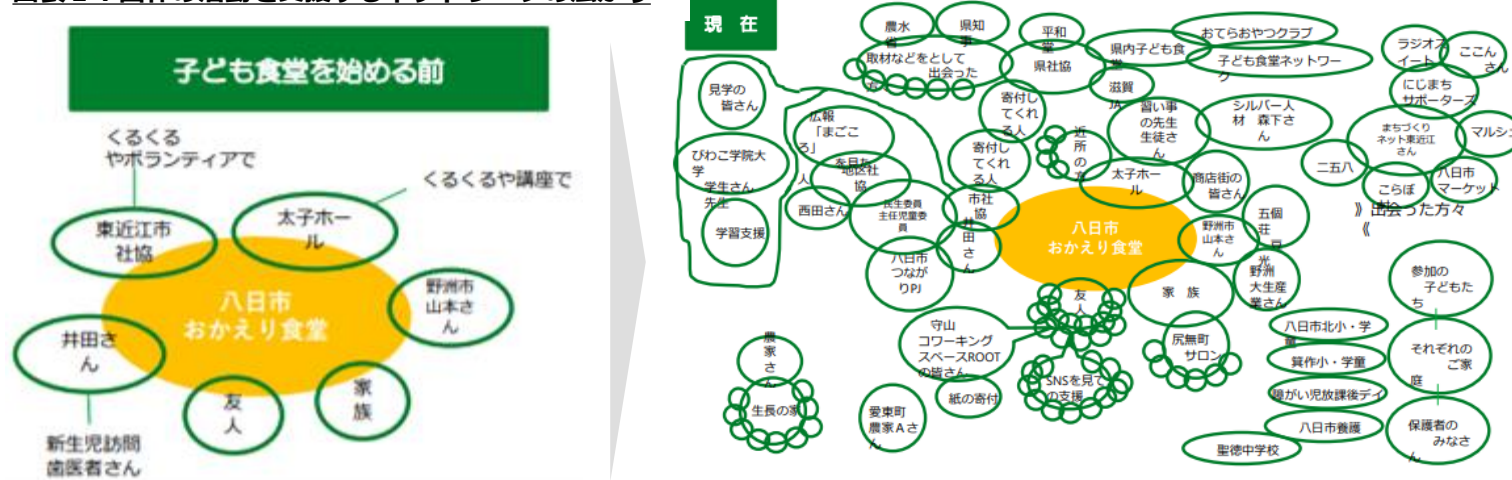 子ども食堂を始める前
くるくる
やボランティアで
くるくるや講座で
東近江市
社協
太子ホー
ル
八日市
おかえり食堂
野洲市
山本さ
ん
井田さ
ん
友
人
家
族
新生児訪問
歯医者さん
現 在
農水
省
県知
事
平和
堂
取材などをとして
出会った
方
県社協
県内子ども食
堂
おてらおやつクラブ
子ども食堂ネットワー
ク
滋賀
JA
ラジオス
イート
ここん
さん
にじまち
サポーターズ
まちづくり
ネット東近江
さん
マルシェ
二五八
こらぼ
八日市
マーケット
》出会った方々
《
見学の
皆さん
びわこ学院大
学
学生さん
先生
学習支援
広報
「まごこ
ろ」
を見た
人
地区社
協
西田さん
民生委員
主任児童委
員
寄付し
てくれ
る人
寄付し
てくれ
る人
近
所
の
方
習い事
の先生
生徒さ
ん
シルバー人
材 森下さ
ん
太子ホー
ル
商店街の
皆さん
市社
協
井
田
さ
ん
八日市
つなが
りPJ
八日市
おかえり食堂
野洲市
山本さ
ん
五個
荘
豆
光
野洲
大生産
業さん
家 族
友
人
守山
コワーキング
スペースROOT
の皆さん
紙の寄付
SNSを見て
の支援
尻無町
サロン
農
家
さ
ん
生長の家
愛東町
農家Aさ
ん
八日市北小・学
童
箕作小・学童
障がい児放課後デイ
八日市養護
聖徳中学校
参加の
子どもた
ち
それぞれの
ご家
庭
保護者の
みなさ
ん